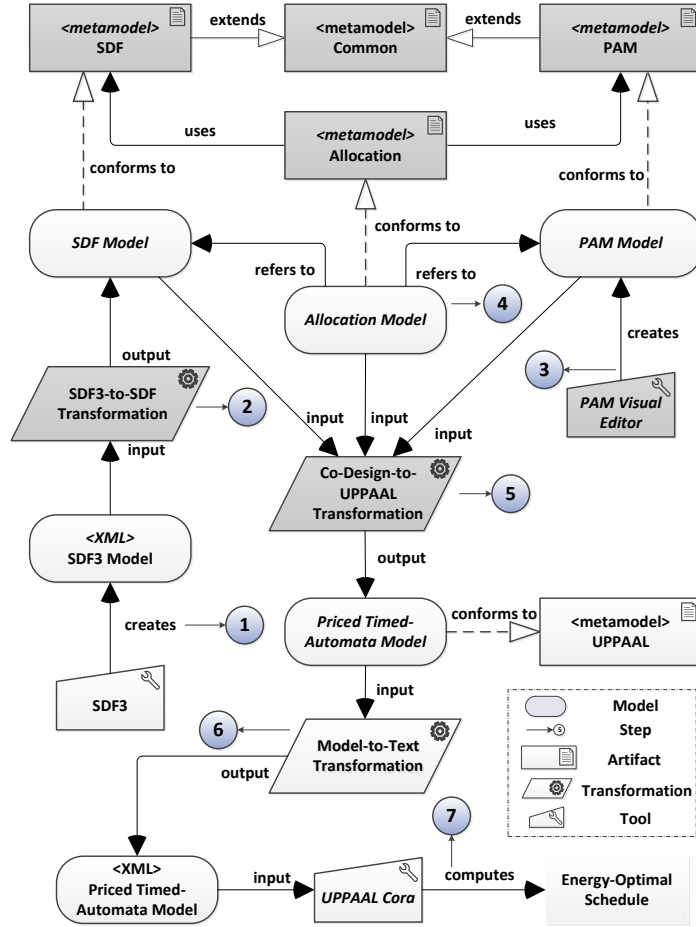 <metamodel>
SDF
extends
<metamodel>
Common
extends
<metamodel>
PAM
uses
<metamodel>
Allocation
uses
conforms to
conforms to
conforms to
SDF Model
refers to
refers to
PAM Model
Allocation Model
4
creates
output
3
SDF3-to-SDF
Transformation
2
PAM Visual
Editor
input
input
input
input
Co-Design-to-
UPPAAL
Transformation
5
<XML>
SDF3 Model
output
creates
1
Priced Timed-
Automata Model
conforms to
<metamodel>
UPPAAL
SDF3
input
6
Model-to-Text
Transformation
output
Model
5
Step
Artifact
Transformation
Tool
7
<XML>
Priced Timed-
Automata Model
input
UPPAAL Cora
computes
Energy-Optimal
Schedule